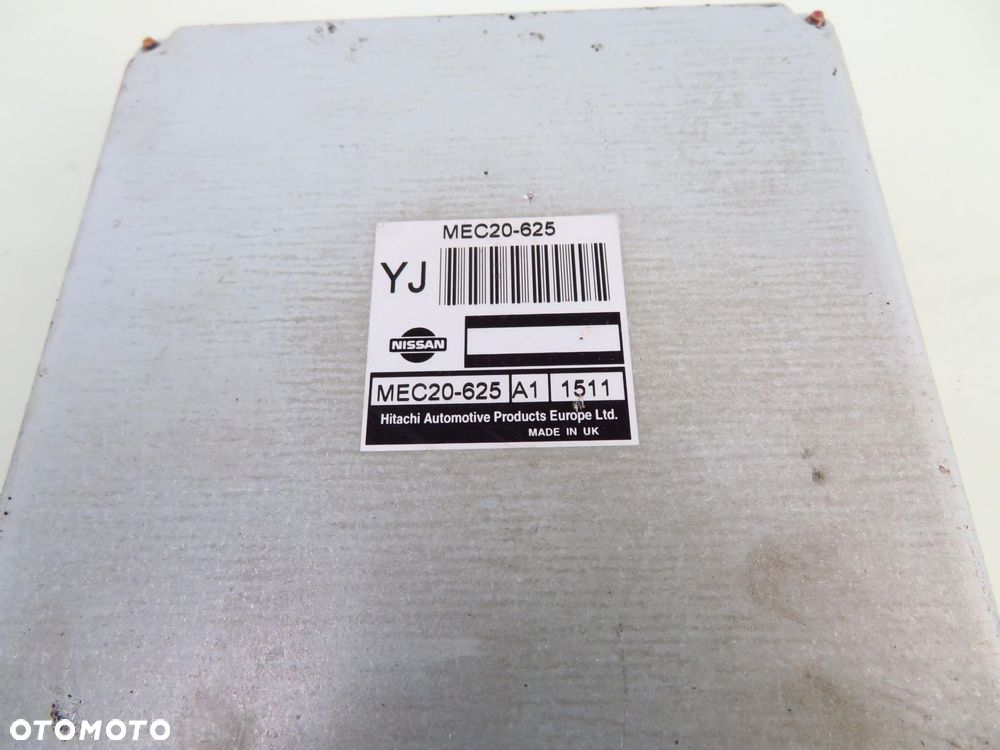 MEC20-625
YJ
NISSAN
MEC20-625 A1 1511
Hitachi Automotive Products Europe Ltd.
MADE IN UK
OTOMOTO